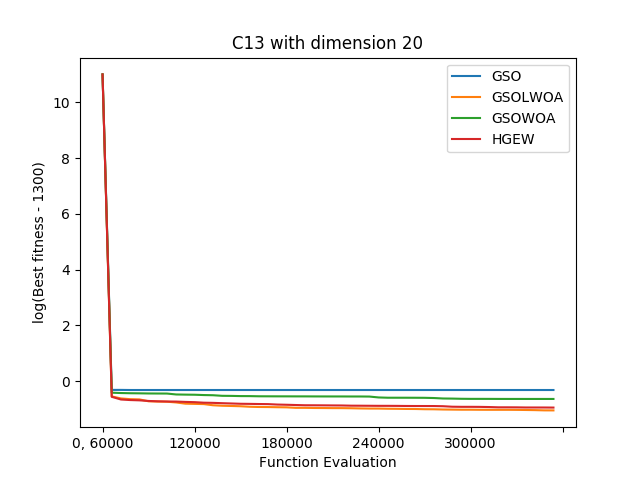 C13 with dimension 20
GSO
GSOLWOA
GSOWOA
HGEW
log(Best fitness - 1300)
10
8
6
4
2
0
0, 60000 120000 180000 240000 300000
Function Evaluation